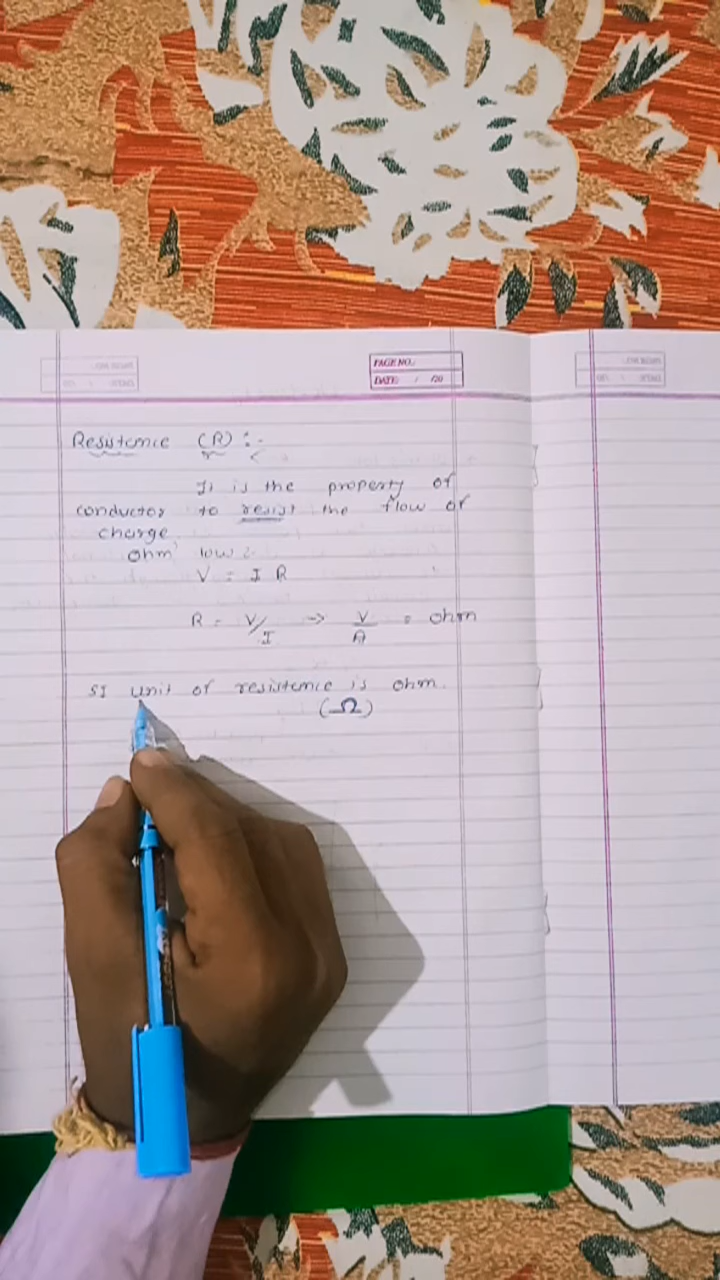 PAGE NO.
DATE: / /20
Resistance (R) :-
It is the property of
conductor to resist the flow of
charge
ohm' law :
V = I R
R = V/I -> V/A = ohm
SI unit of resistance is ohm.
(Ω)